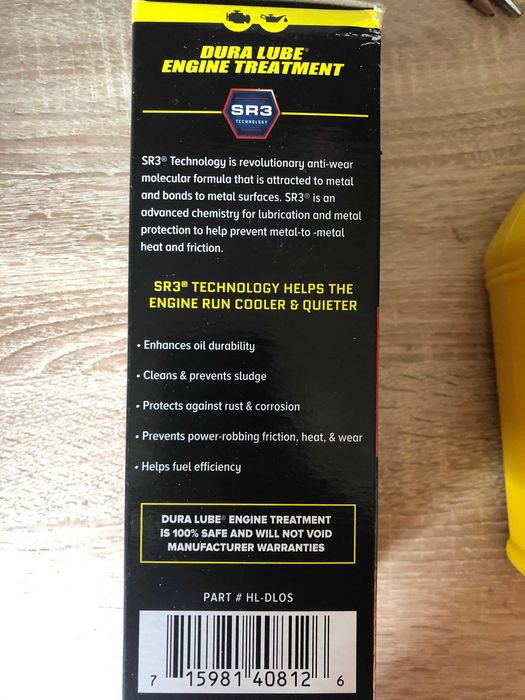 DURA LUBE®
ENGINE TREATMENT
SR3
TECHNOLOGY
SR3® Technology is revolutionary anti-wear
molecular formula that is attracted to metal
and bonds to metal surfaces. SR3® is an
advanced chemistry for lubrication and metal
protection to help prevent metal-to -metal
heat and friction.
SR3® TECHNOLOGY HELPS THE
ENGINE RUN COOLER & QUIETER
• Enhances oil durability
• Cleans & prevents sludge
• Protects against rust & corrosion
• Prevents power-robbing friction, heat, & wear
• Helps fuel efficiency
DURA LUBE® ENGINE TREATMENT
IS 100% SAFE AND WILL NOT VOID
MANUFACTURER WARRANTIES
PART # HL-DLOS
7 15981 40812 6